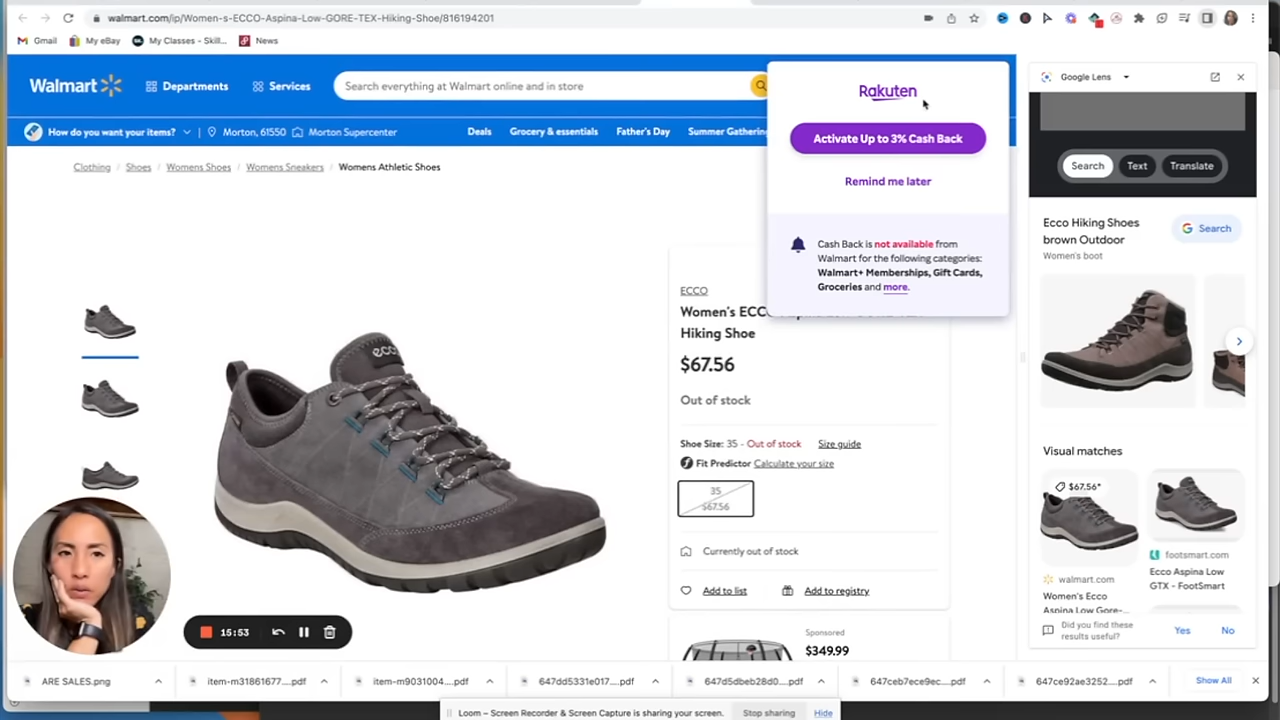 walmart.com/ip/Women-s-ECCO-Aspina-Low-GORE-TEX-Hiking-Shoe/816194201
Gmail My eBay My Classes - Skill... News
Walmart Departments Services Search everything at Walmart online and in store
How do you want your items? Morton, 61550 Morton Supercenter Deals Grocery & essentials Father's Day Summer Gathering
Clothing / Shoes / Womens Shoes / Womens Sneakers / Womens Athletic Shoes
Rakuten
Activate Up to 3% Cash Back
Remind me later
Cash Back is not available from
Walmart for the following categories:
Walmart+ Memberships, Gift Cards,
Groceries and more.
ECCO
Women's ECCO
Hiking Shoe
$67.56
Out of stock
Shoe Size: 35 - Out of stock Size guide
Fit Predictor Calculate your size
35
$67.56
Currently out of stock
Add to list Add to registry
Sponsored
$349.99
ecco
Google Lens
Search Text Translate
Ecco Hiking Shoes
brown Outdoor
Women's boot
Search
Visual matches
$67.56*
walmart.com
Women's Ecco
Aspina Low Gore-...
footsmart.com
Ecco Aspina Low
GTX - FootSmart
Did you find these
results useful?
Yes No
15:53
ARE SALES.png item-m31861677....pdf item-m9031004....pdf 647dd5331e017....pdf 647d5dbeb28d0....pdf 647ceb7ece9ec....pdf 647ce92ae3252....pdf Show All
Loom – Screen Recorder & Screen Capture is sharing your screen. Stop sharing Hide